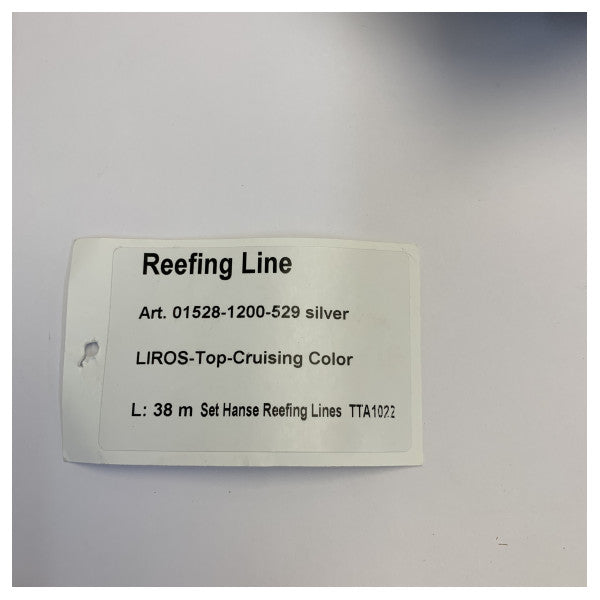 Reefing Line
Art. 01528-1200-529 silver
LIROS-Top-Cruising Color
L: 38 m Set Hanse Reefing Lines TTA1022